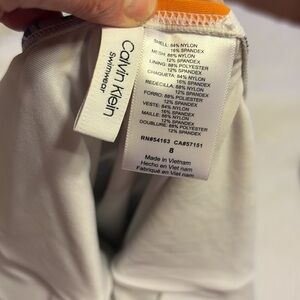 Calvin Klein
Swimwear
SHELL: 84% NYLON
16% SPANDEX
MESH: 88% NYLON
12% SPANDEX
LINING: 88% POLYESTER
12% SPANDEX
CHAQUETA: 84% NYLON
16% SPANDEX
REDECILLA: 88% NYLON
12% SPANDEX
FORRO: 88% POLYESTER
12% SPANDEX
VESTE: 84% NYLON
16% SPANDEX
MAILLE: 88% NYLON
12% SPANDEX
DOUBLURE: 88% POLYESTER
12% SPANDEX
RN#54163 CA#57151
8
Made in Vietnam
Hecho en Viet nam
Fabriqué en Viet nam